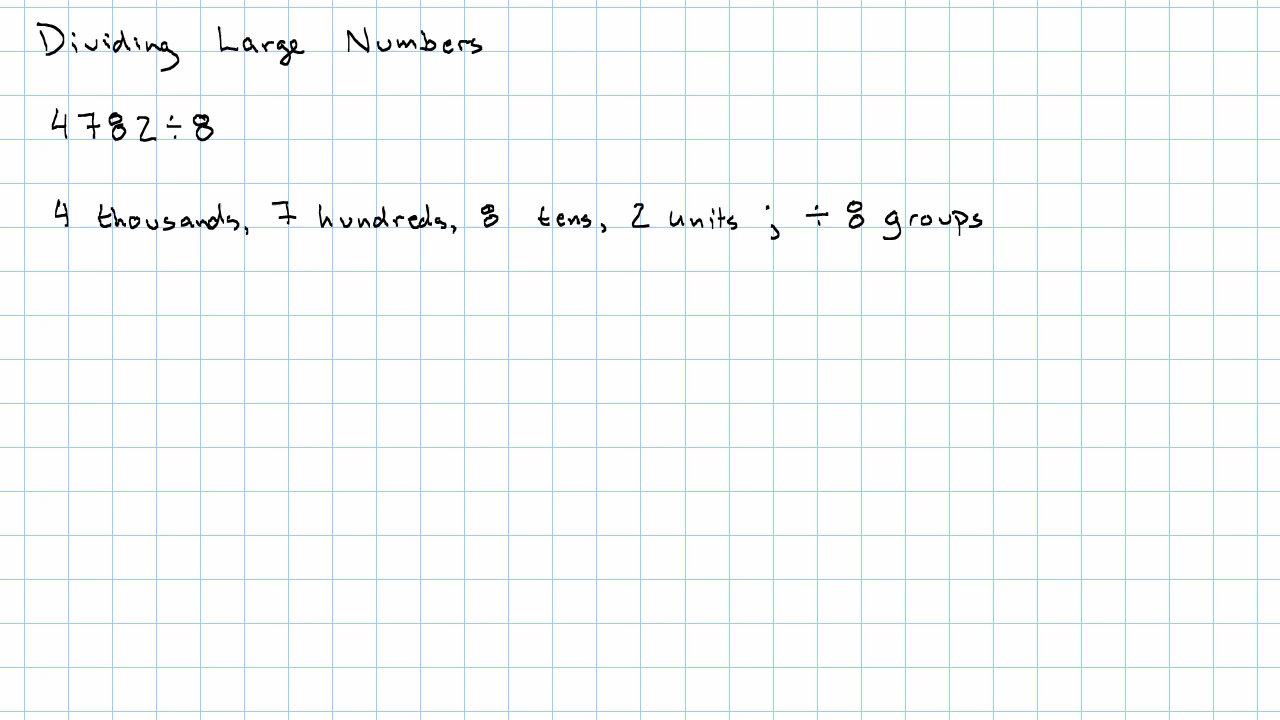 Dividing Large Numbers
4782÷8
4 thousands, 7 hundreds, 8 tens, 2 units ; ÷ 8 groups